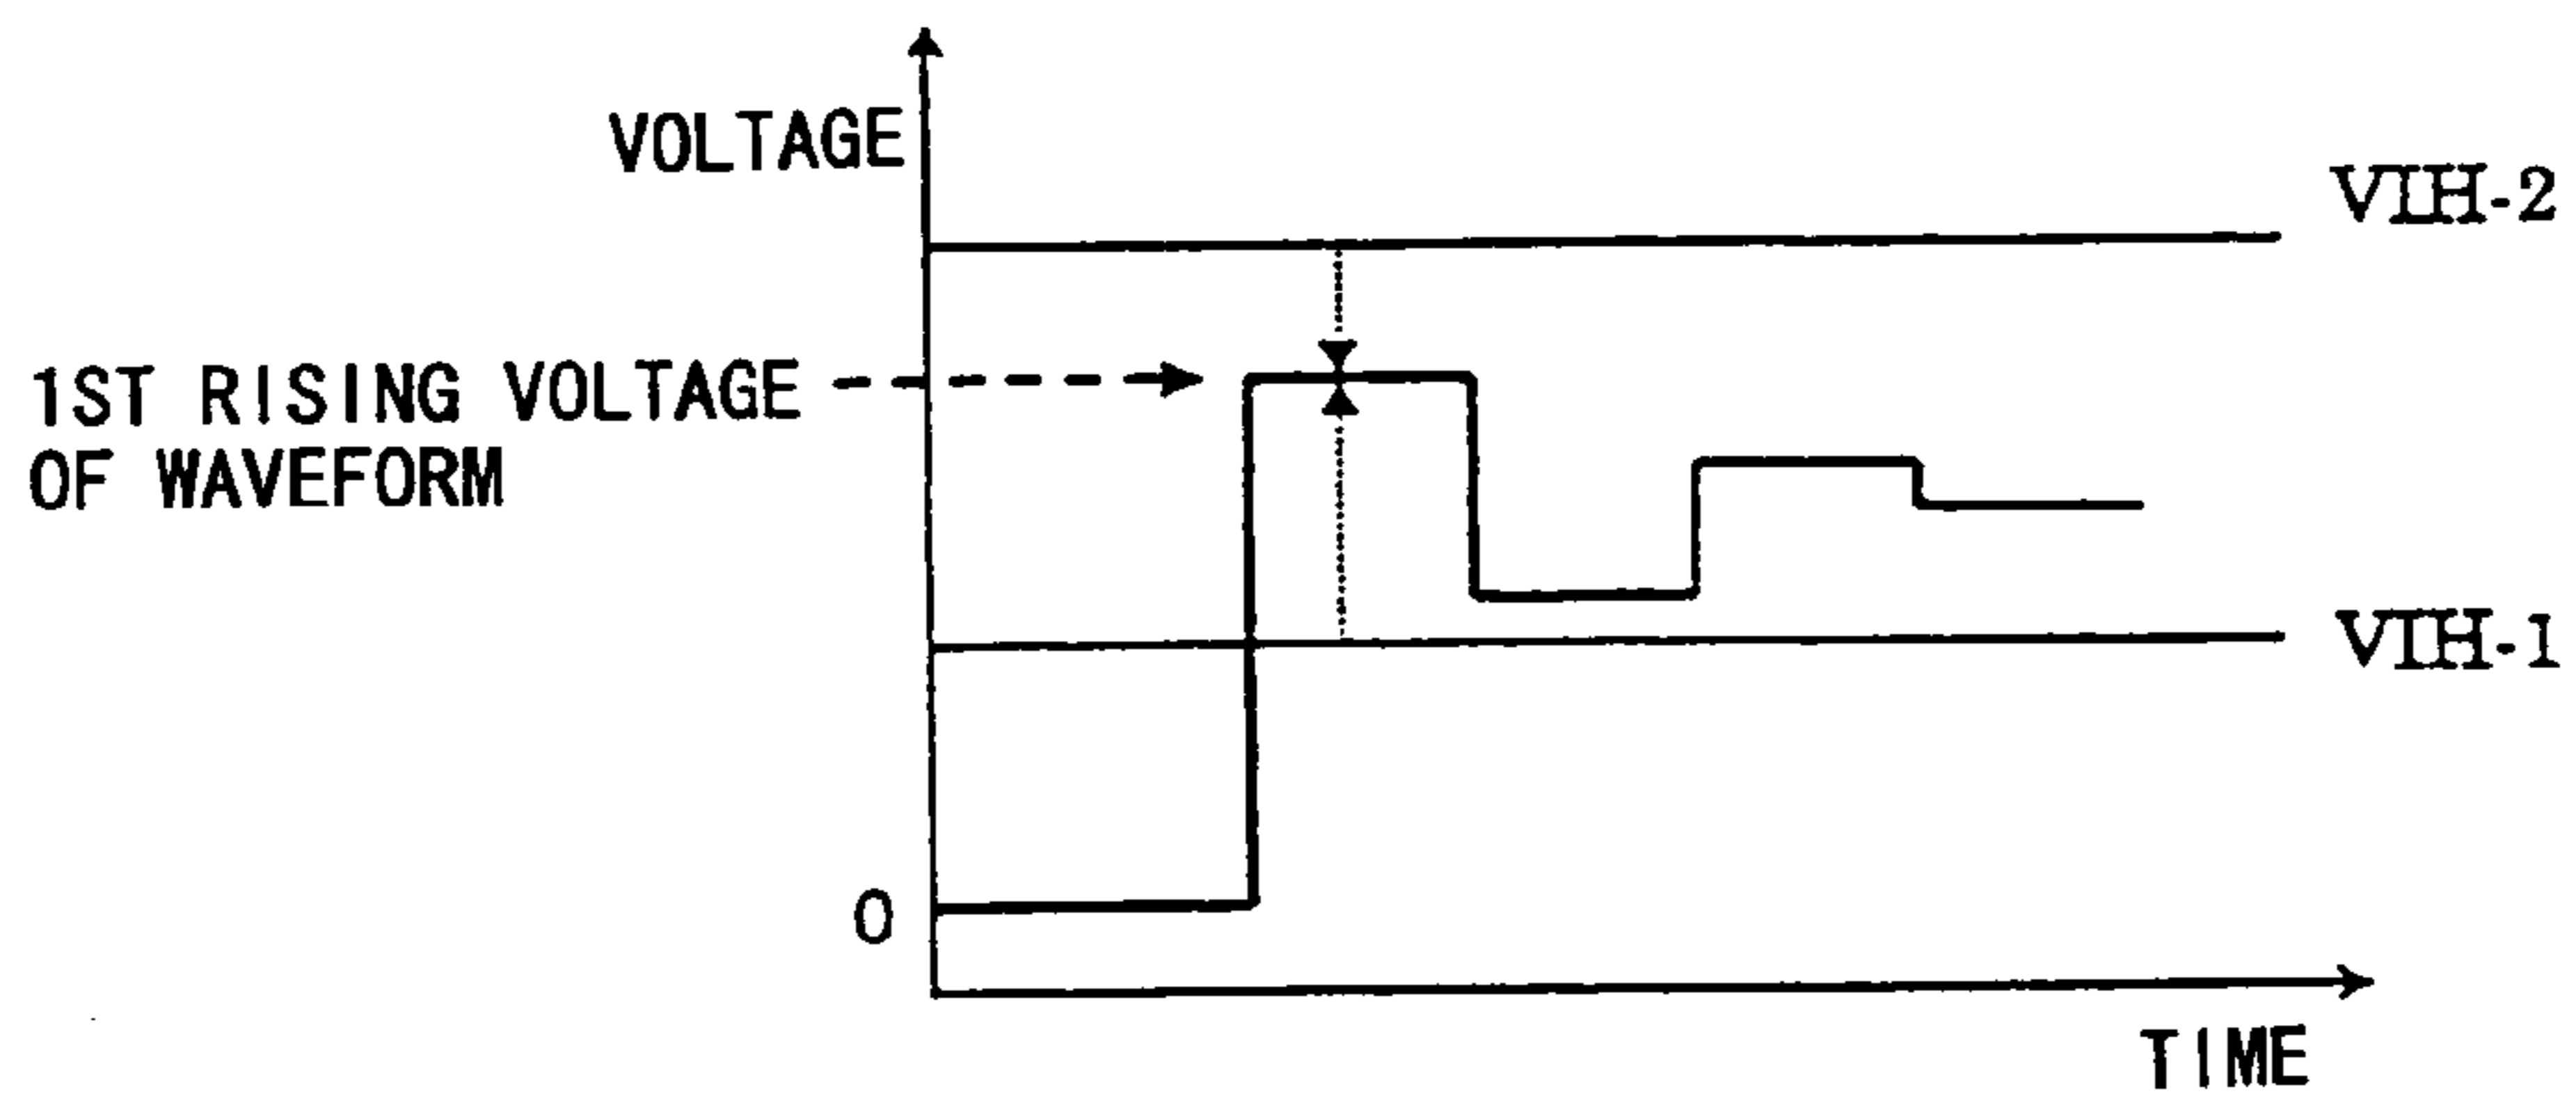 VOLTAGE
VIH-2
1ST RISING VOLTAGE
OF WAVEFORM
VIH-1
0
TIME